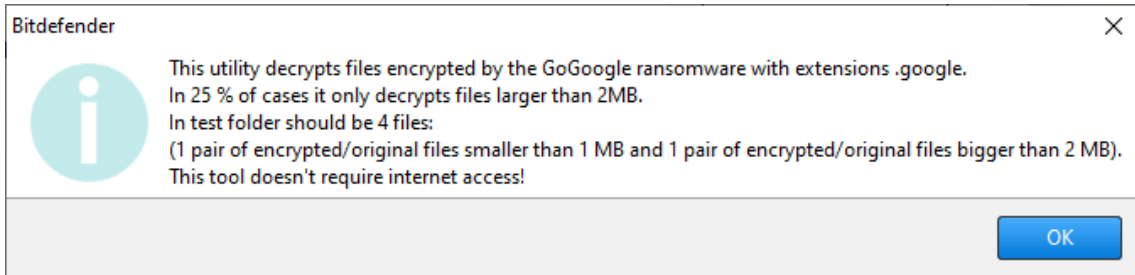 Bitdefender
This utility decrypts files encrypted by the GoGoogle ransomware with extensions .google.
In 25 % of cases it only decrypts files larger than 2MB.
In test folder should be 4 files:
(1 pair of encrypted/original files smaller than 1 MB and 1 pair of encrypted/original files bigger than 2 MB).
This tool doesn't require internet access!
OK